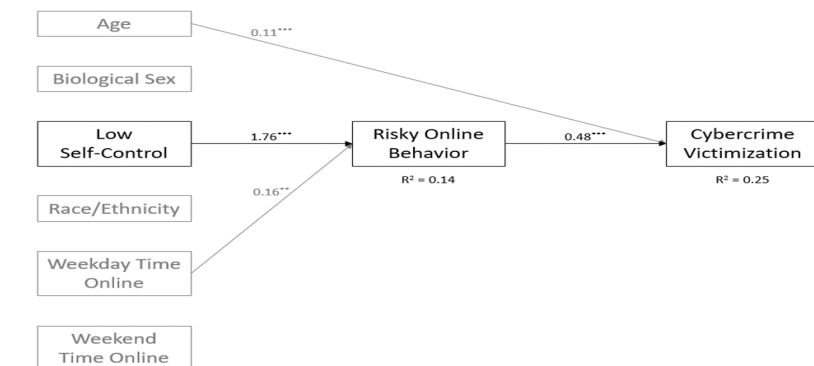 Age
0.11***
Biological Sex
Low
Self-Control
1.76***
Risky Online
Behavior
0.48***
Cybercrime
Victimization
R² = 0.14
R² = 0.25
0.16**
Race/Ethnicity
Weekday Time
Online
Weekend
Time Online